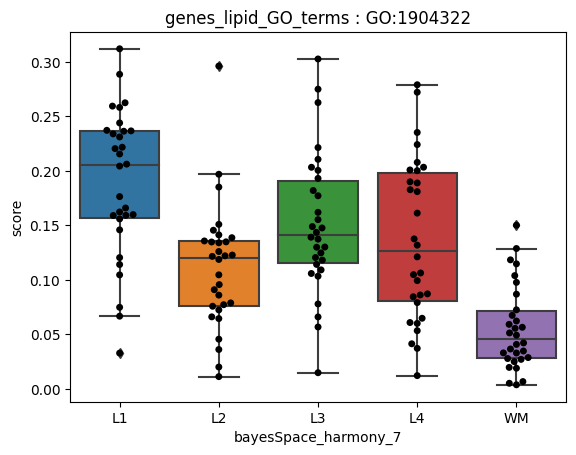 genes_lipid_GO_terms : GO:1904322
score
0.30
0.25
0.20
0.15
0.10
0.05
0.00
L1 L2 L3 L4 WM
bayesSpace_harmony_7